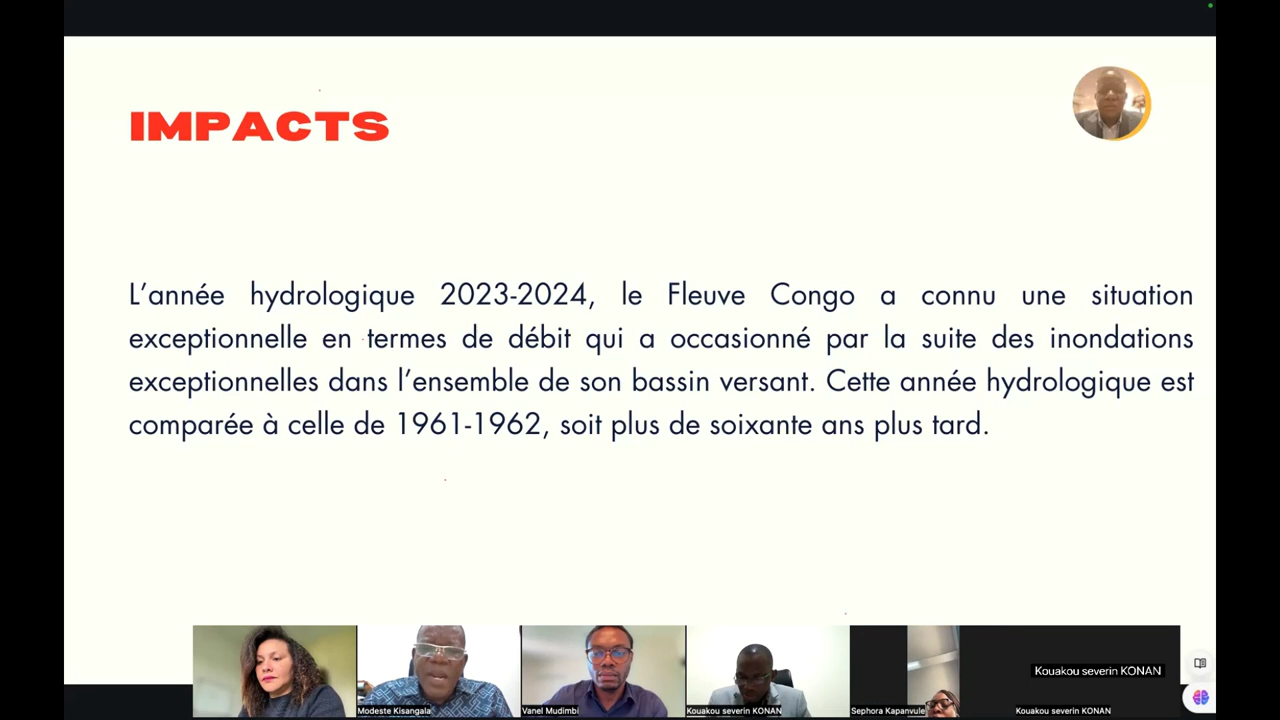 IMPACTS
L'année hydrologique 2023-2024, le Fleuve Congo a connu une situation
exceptionnelle en termes de débit qui a occasionné par la suite des inondations
exceptionnelles dans l'ensemble de son bassin versant. Cette année hydrologique est
comparée à celle de 1961-1962, soit plus de soixante ans plus tard.
Kouakou severin KONAN
Modeste Kisangala
Vanel Mudimbi
Kouakou severin KONAN
Sephora Kapanvule
Kouakou severin KONAN